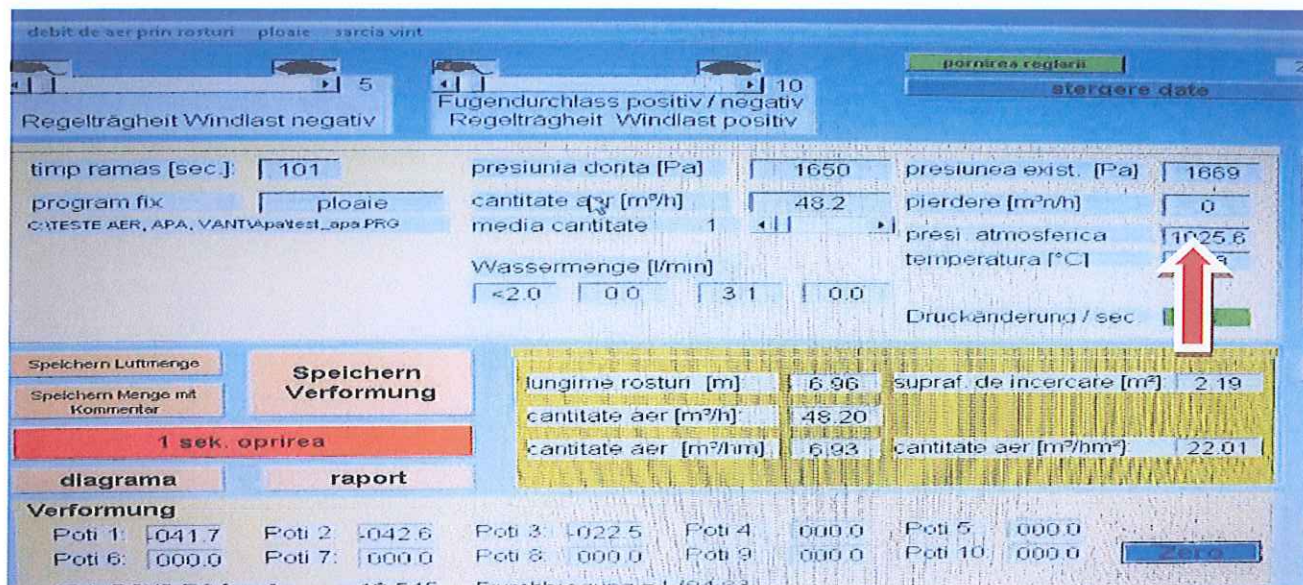 debit de aer prin rosturi ploaie sarcia vint
pornirea reglarii
5
10
stergere date
Regelträgheit Windlast negativ
Fugendurchlass positiv / negativ
Regelträgheit Windlast positiv
timp ramas [sec.]: 101 presiunia dorita [Pa] 1650 presiunea exist. [Pa] 1669
program fix ploaie cantitate aer [m³/h] 48.2 pierdere [m³n/h] 0
C:\TESTE AER, APA, VANT\Apa\test_apa.PRG media cantitate 1 presi. atmosferica 1025.6
temperatura [°C]
Wassermenge [l/min]
<2.0 0.0 3.1 0.0
Druckänderung / sec
Speichern Luftmenge
Speichern Verformung
Speichern Menge mit Kommentar
lungime rosturi [m] 6.96 supraf. de incercare [m²] 2.19
cantitate aer [m³/h]: 48.20
1 sek. oprirea
cantitate aer [m³/hm] 6.93 cantitate aer [m³/hm²] 22.01
diagrama raport
Verformung
Poti 1: -041.7 Poti 2: -042.6 Poti 3: -022.5 Poti 4: 000.0 Poti 5: 000.0
Poti 6: 000.0 Poti 7: 000.0 Poti 8: 000.0 Poti 9: 000.0 Poti 10: 000.0 Zero